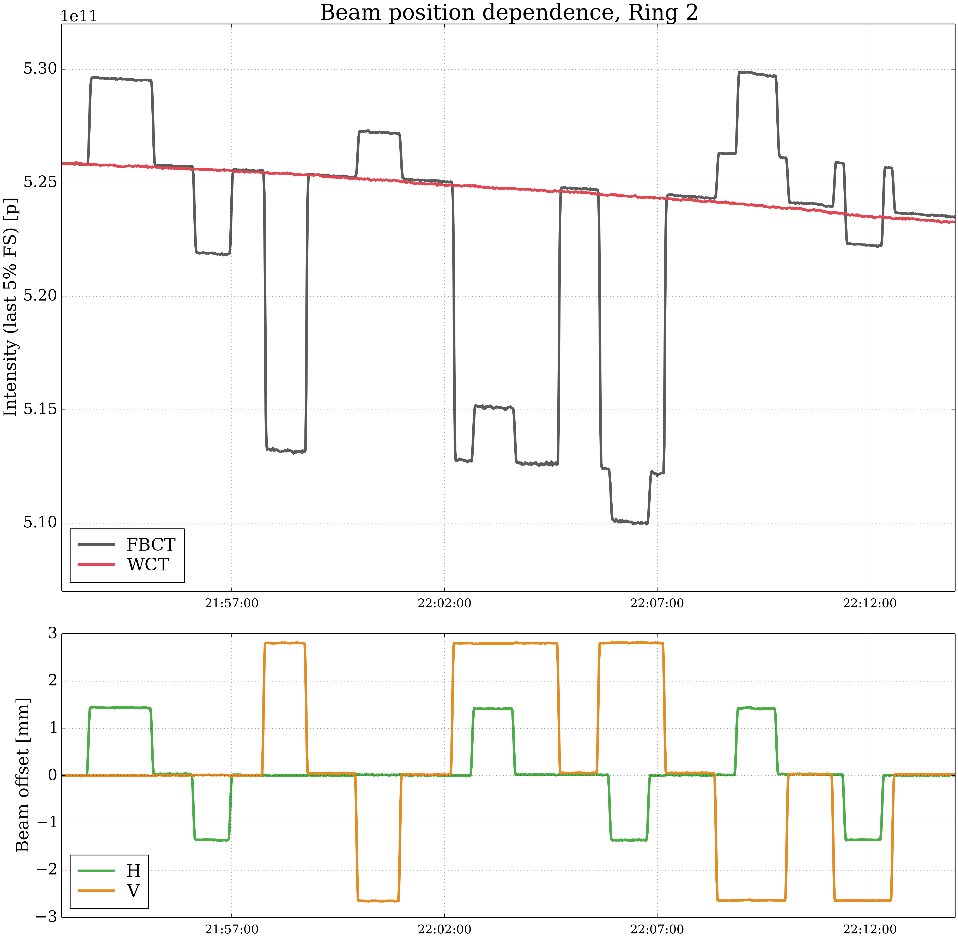 Beam position dependence, Ring 2
1e11
5.30
5.25
5.20
5.15
5.10
Intensity (last 5% FS) [p]
FBCT
WCT
21:57:00 22:02:00 22:07:00 22:12:00
3
2
1
0
−1
−2
−3
Beam offset [mm]
H
V
21:57:00 22:02:00 22:07:00 22:12:00